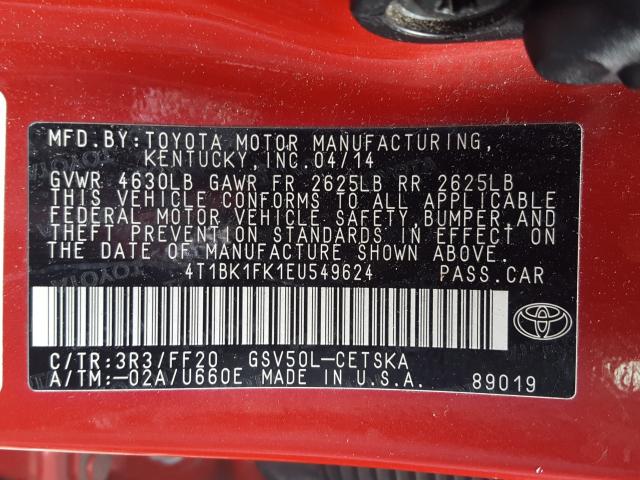 MFD.BY:TOYOTA MOTOR MANUFACTURING,
KENTUCKY, INC. 04/14
GVWR 4630LB GAWR FR 2625LB RR 2625LB
THIS VEHICLE CONFORMS TO ALL APPLICABLE
FEDERAL MOTOR VEHICLE SAFETY,BUMPER,AND
THEFT PREVENTION STANDARDS IN EFFECT ON
THE DATE OF MANUFACTURE SHOWN ABOVE.
4T1BK1FK1EU549624 PASS.CAR
C/TR:3R3/FF20 GSV50L-CETSKA
A/TM:-02A/U660E MADE IN U.S.A. 89019